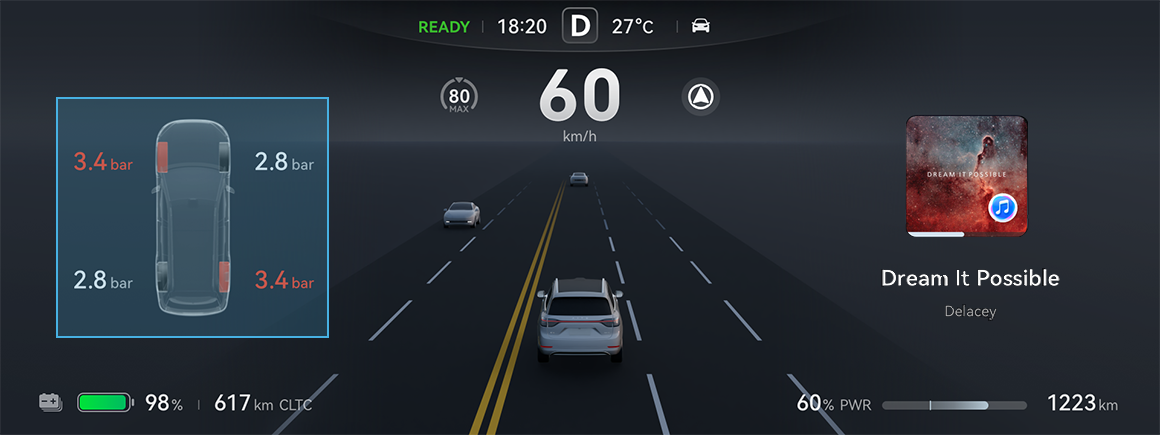 READY 18:20 D 27°C
80 MAX
60
km/h
3.4 bar 2.8 bar
2.8 bar 3.4 bar
DREAM IT POSSIBLE
Dream It Possible
Delacey
98% 617 km CLTC
60% PWR 1223 km